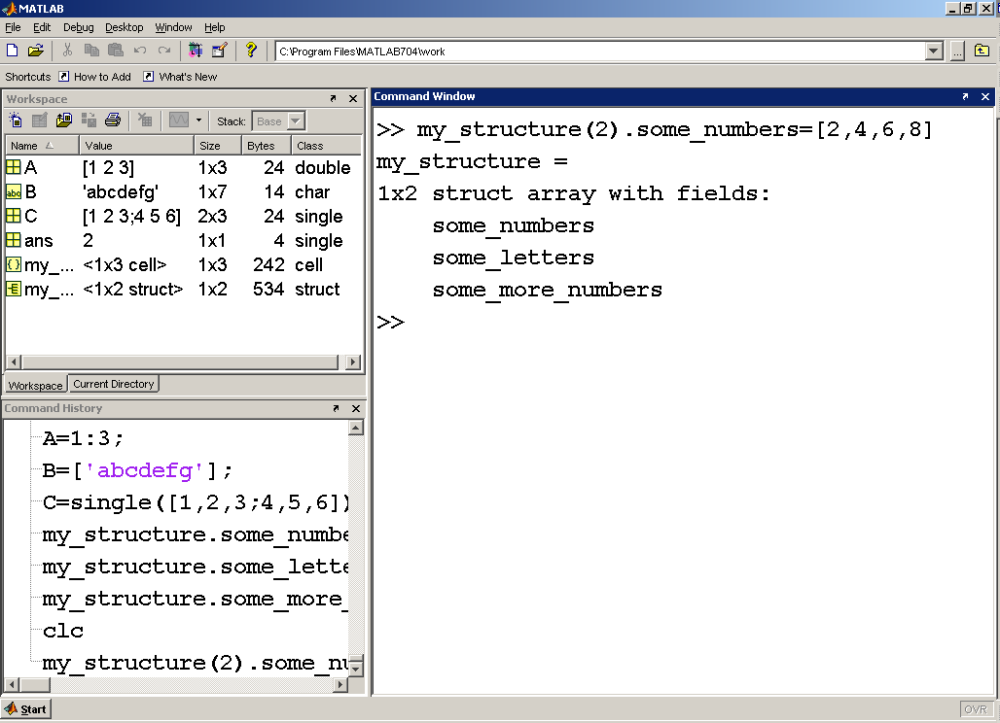 MATLAB
File Edit Debug Desktop Window Help
C:\Program Files\MATLAB704\work
...
Shortcuts How to Add What's New
Workspace
Stack: Base
Name Value Size Bytes Class
A [1 2 3] 1x3 24 double
abc B 'abcdefg' 1x7 14 char
C [1 2 3;4 5 6] 2x3 24 single
ans 2 1x1 4 single
{} my_... <1x3 cell> 1x3 242 cell
my_... <1x2 struct> 1x2 534 struct
Workspace Current Directory
Command History
A=1:3;
B=['abcdefg'];
C=single([1,2,3;4,5,6])
my_structure.some_numbe
my_structure.some_lette
my_structure.some_more_
clc
my_structure(2).some_nu
Command Window
>> my_structure(2).some_numbers=[2,4,6,8]
my_structure =
1x2 struct array with fields:
some_numbers
some_letters
some_more_numbers
>>
Start
OVR